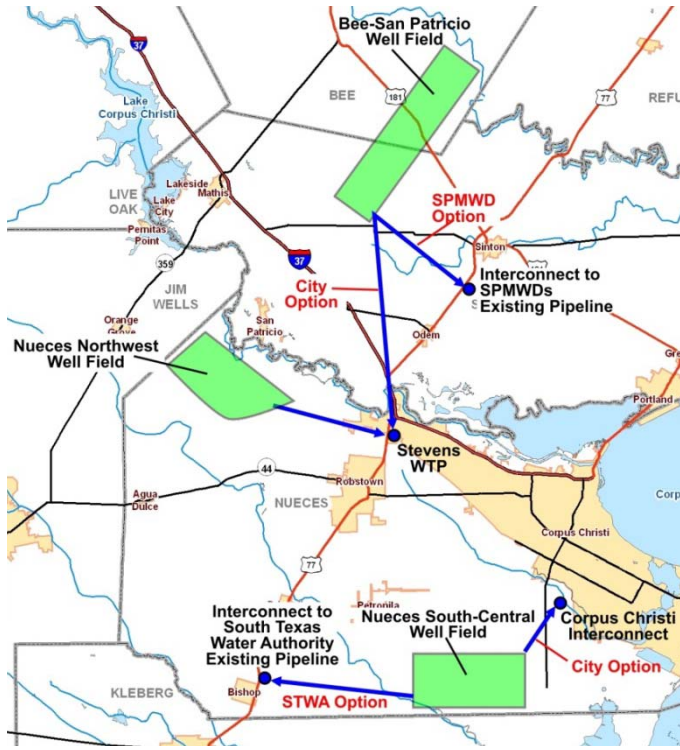 Bee-San Patricio
Well Field
37
BEE
181
77
REFU
Lake
Corpus Christi
LIVE
OAK
Lakeside
Mathis
Lake
City
Pernitas
Point
SPMWD
Option
Sinton
37
359
City
Option
Interconnect to
SPMWDs
Existing Pipeline
JIM
WELLS
Orange
San
Patricio
Odem
Nueces Northwest
Well Field
Gre
Portland
Stevens
WTP
44
Robstown
NUECES
Agua
Dulce
Corp
Corpus Christi
77
Petronila
Interconnect to
South Texas
Water Authority
Existing Pipeline
Nueces South-Central
Well Field
Corpus Christi
Interconnect
City Option
KLEBERG
Bishop
STWA Option